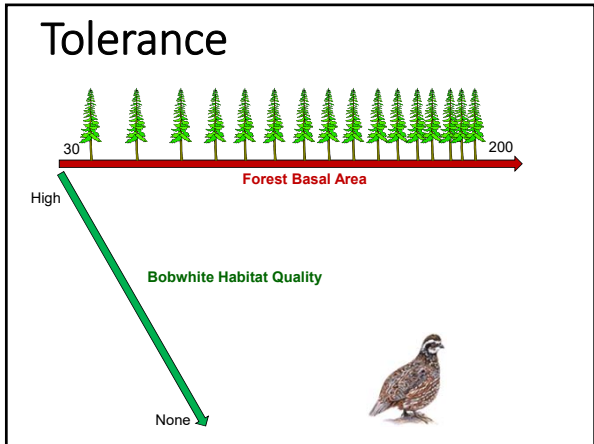 Tolerance
30
200
Forest Basal Area
High
Bobwhite Habitat Quality
None